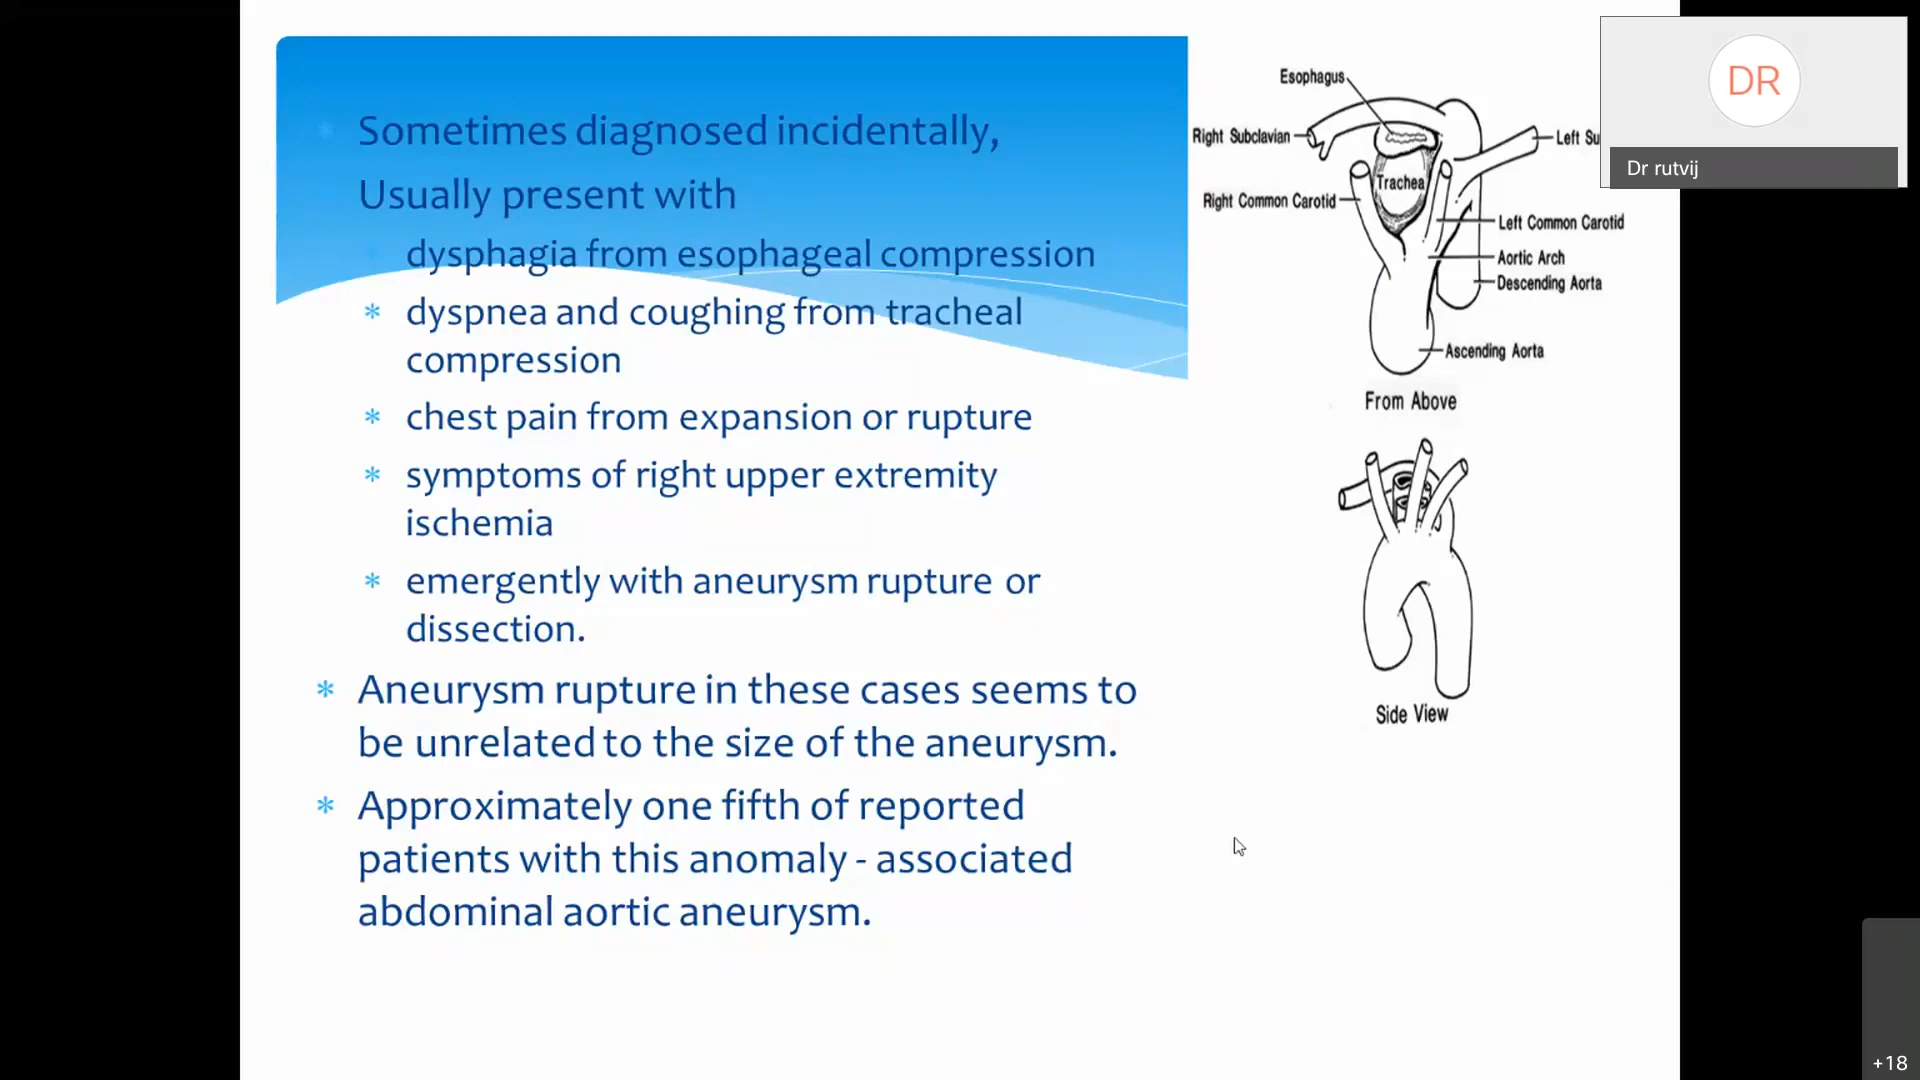 Sometimes diagnosed incidentally,
Usually present with
dysphagia from esophageal compression
* dyspnea and coughing from tracheal
compression
* chest pain from expansion or rupture
* symptoms of right upper extremity
ischemia
* emergently with aneurysm rupture or
dissection.
* Aneurysm rupture in these cases seems to
be unrelated to the size of the aneurysm.
* Approximately one fifth of reported
patients with this anomaly - associated
abdominal aortic aneurysm.
Esophagus
Right Subclavian
Left Su
Trachea
Right Common Carotid
Left Common Carotid
Aortic Arch
Descending Aorta
Ascending Aorta
From Above
Side View
DR
Dr rutvij
+18